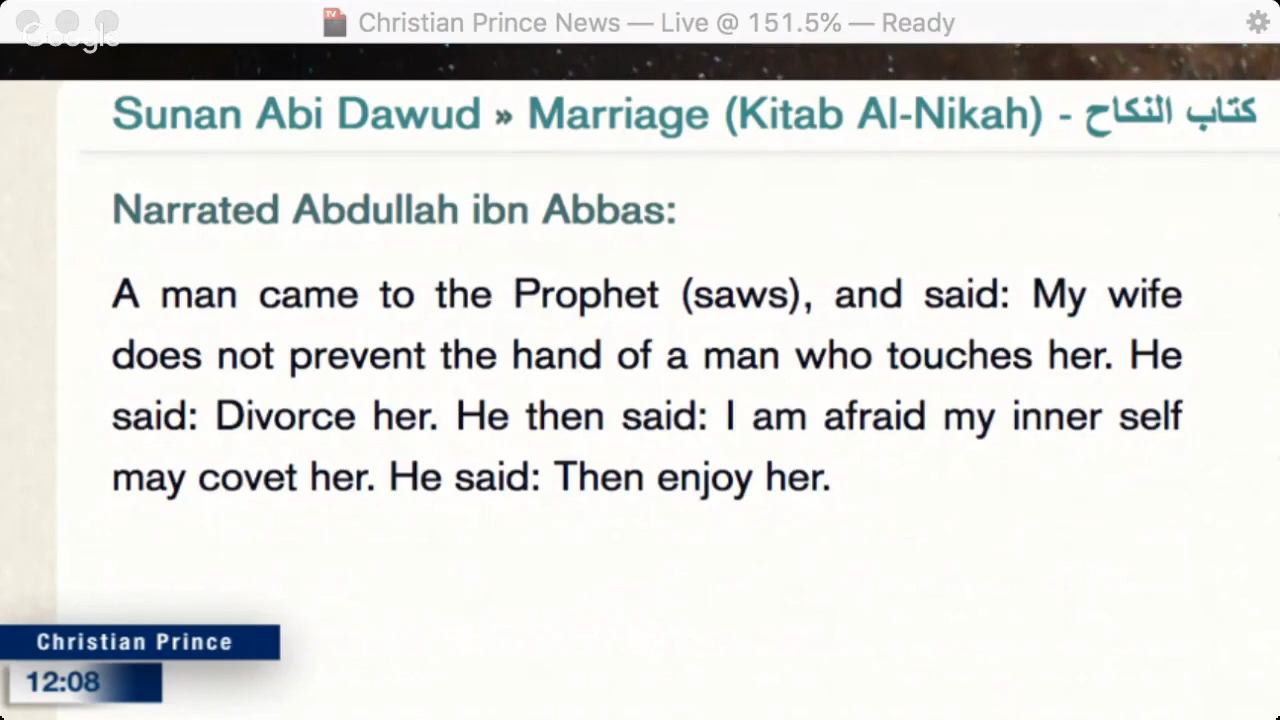 Christian Prince News — Live @ 151.5% — Ready
Google
TV
Sunan Abi Dawud » Marriage (Kitab Al-Nikah) - كتاب النكاح
Narrated Abdullah ibn Abbas:
A man came to the Prophet (saws), and said: My wife
does not prevent the hand of a man who touches her. He
said: Divorce her. He then said: I am afraid my inner self
may covet her. He said: Then enjoy her.
Christian Prince
12:08